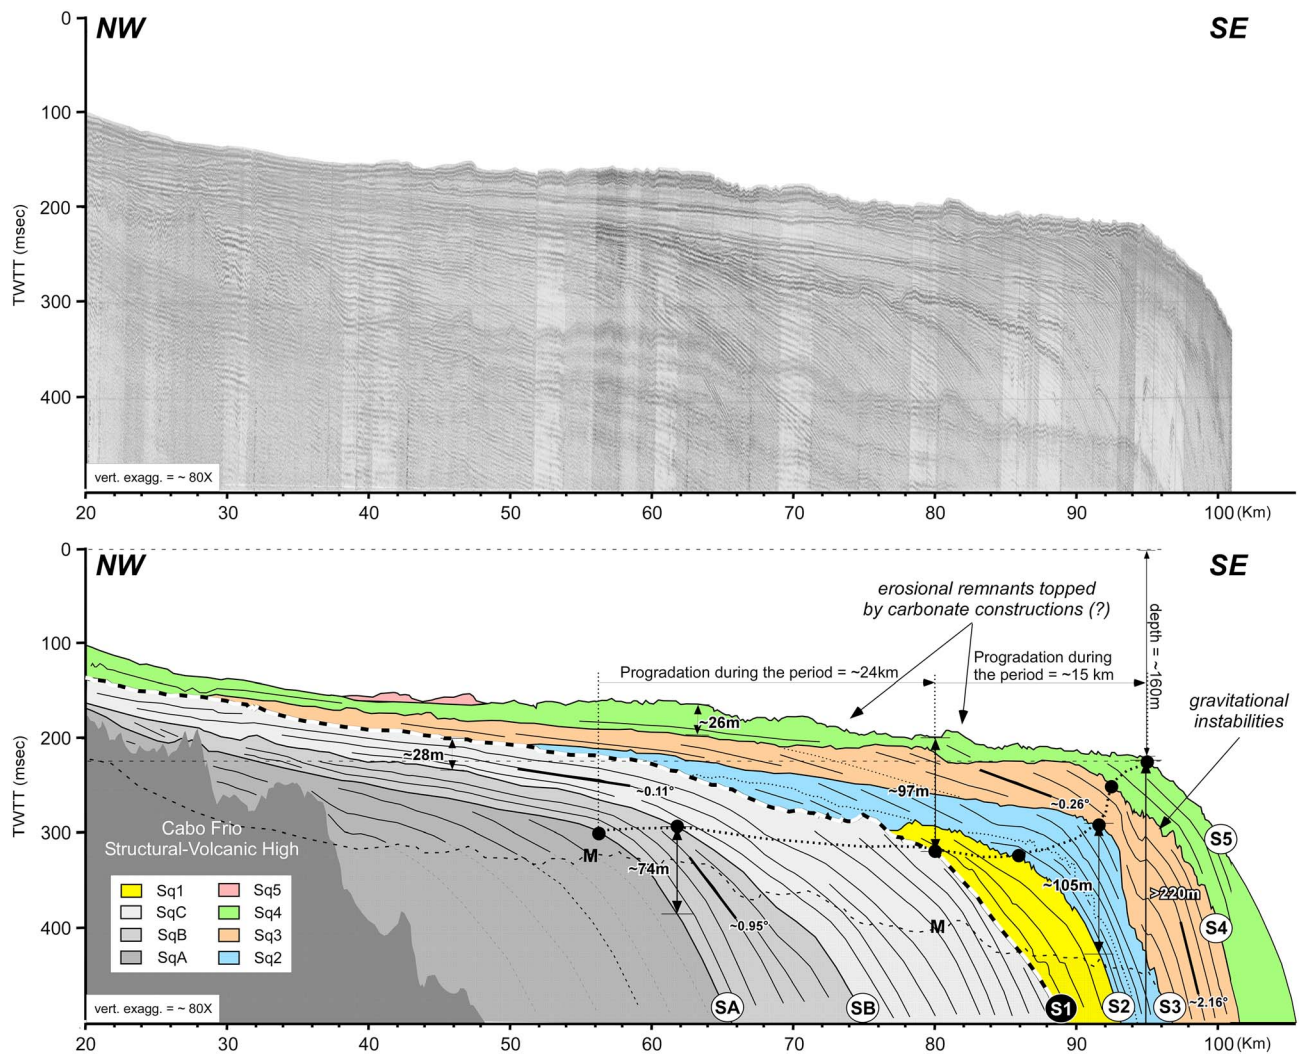 NW
SE
0
100
200
300
400
TWTT (msec)
vert. exagg. = ~ 80X
20
30
40
50
60
70
80
90
100 (Km)
NW
SE
0
100
200
300
400
TWTT (msec)
erosional remnants topped
by carbonate constructions (?)
Progradation during the period = ~24km
Progradation during
the period = ~15 km
depth = ~160m
gravitational
instabilities
~26m
~28m
~0.11°
~97m
~0.26°
Cabo Frio
Structural-Volcanic High
M
~74m
~0.95°
~105m
>220m
M
~2.16°
S5
S4
SA
SB
S1
S2
S3
Sq1
Sq5
SqC
Sq4
SqB
Sq3
SqA
Sq2
vert. exagg. = ~ 80X
20
30
40
50
60
70
80
90
100 (Km)